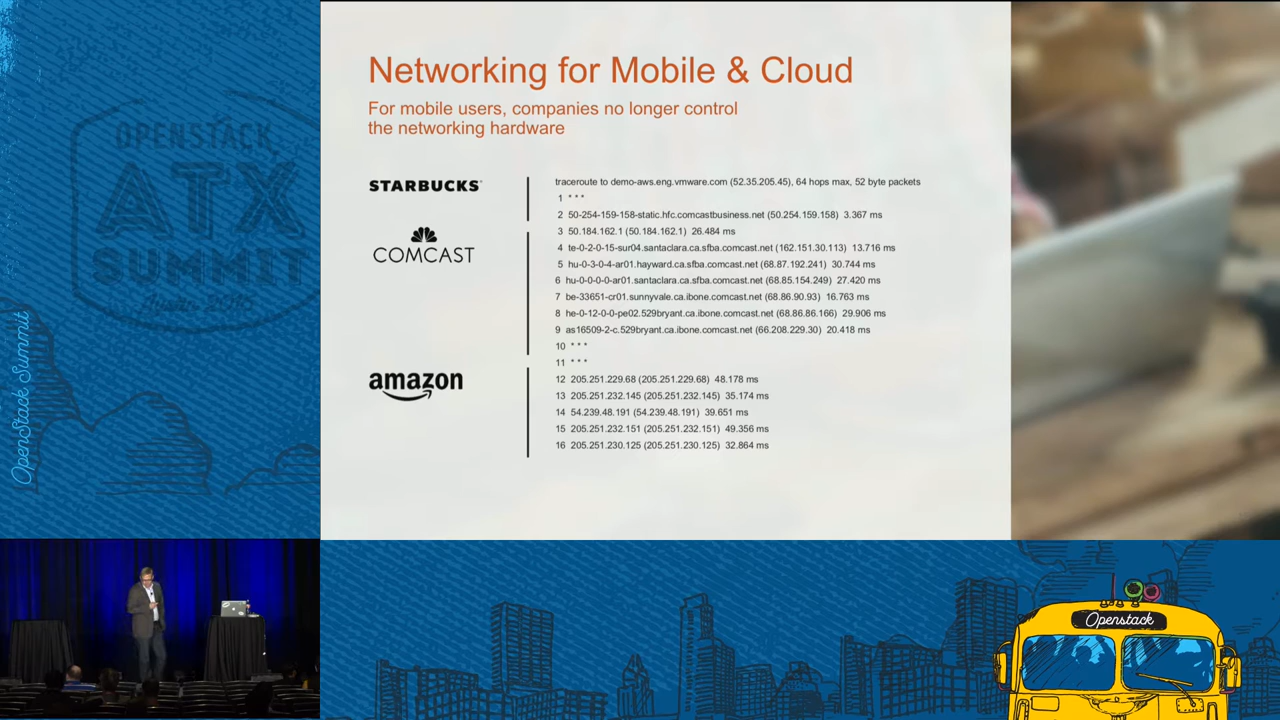 Networking for Mobile & Cloud
For mobile users, companies no longer control
the networking hardware
STARBUCKS
COMCAST
amazon
traceroute to demo-aws.eng.vmware.com (52.35.205.45), 64 hops max, 52 byte packets
1 * * *
2 50-254-159-158-static.hfc.comcastbusiness.net (50.254.159.158) 3.367 ms
3 50.184.162.1 (50.184.162.1) 26.484 ms
4 te-0-2-0-15-sur04.santaclara.ca.sfba.comcast.net (162.151.30.113) 13.716 ms
5 hu-0-3-0-4-ar01.hayward.ca.sfba.comcast.net (68.87.192.241) 30.744 ms
6 hu-0-0-0-0-ar01.santaclara.ca.sfba.comcast.net (68.85.154.249) 27.420 ms
7 be-33651-cr01.sunnyvale.ca.ibone.comcast.net (68.86.90.93) 16.763 ms
8 he-0-12-0-0-pe02.529bryant.ca.ibone.comcast.net (68.86.86.166) 29.906 ms
9 as16509-2-c.529bryant.ca.ibone.comcast.net (66.208.229.30) 20.418 ms
10 * * *
11 * * *
12 205.251.229.68 (205.251.229.68) 48.178 ms
13 205.251.232.145 (205.251.232.145) 35.174 ms
14 54.239.48.191 (54.239.48.191) 39.651 ms
15 205.251.232.151 (205.251.232.151) 49.356 ms
16 205.251.230.125 (205.251.230.125) 32.864 ms
OPENSTACK
ATX
SUMMIT
OpenStack Summit
Openstack